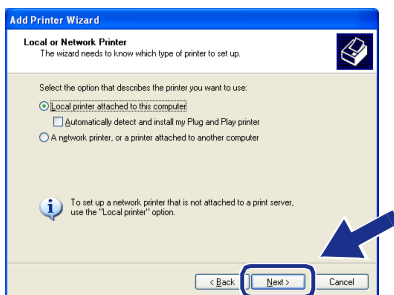 Add Printer Wizard
Local or Network Printer
The wizard needs to know which type of printer to set up.
Select the option that describes the printer you want to use:
Local printer attached to this computer
Automatically detect and install my Plug and Play printer
A network printer, or a printer attached to another computer
To set up a network printer that is not attached to a print server,
use the "Local printer" option.
< Back Next > Cancel